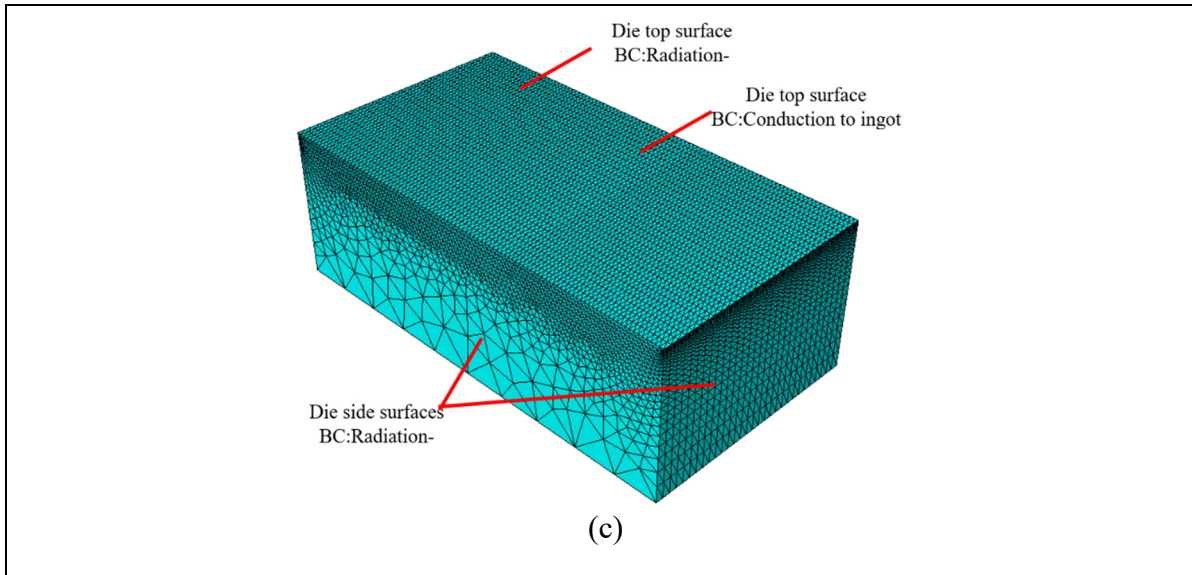 Die top surface
BC:Radiation-
Die top surface
BC:Conduction to ingot
Die side surfaces
BC:Radiation-
(c)